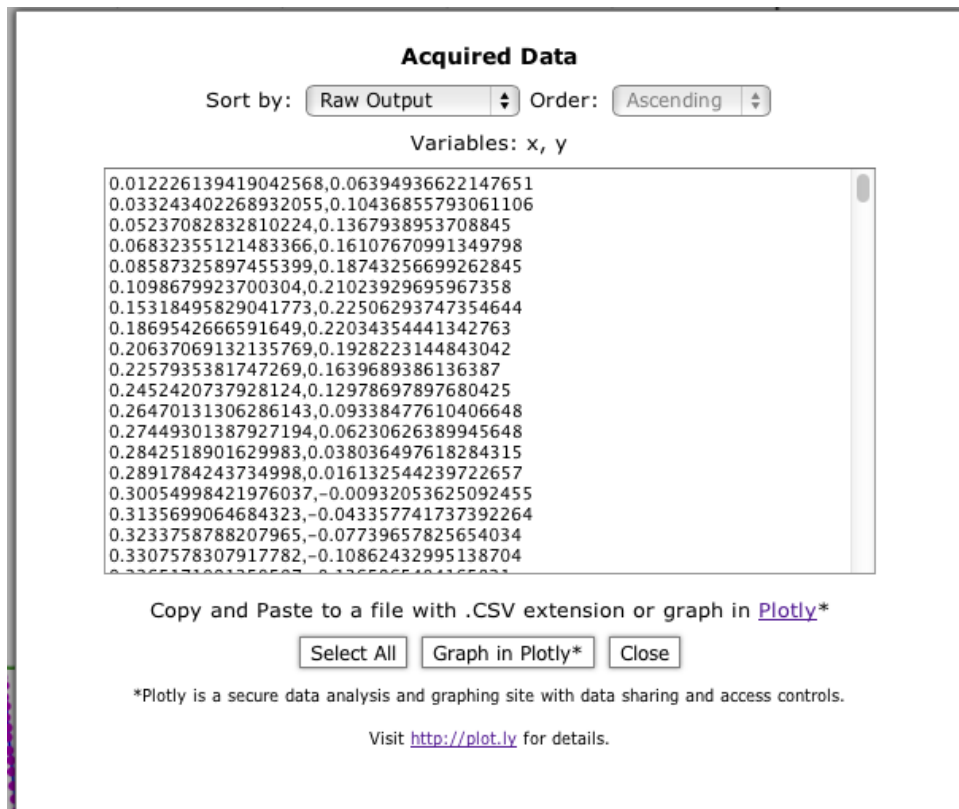 Acquired Data
Sort by: Raw Output Order: Ascending
Variables: x, y
0.012226139419042568,0.06394936622147651
0.033243402268932055,0.10436855793061106
0.05237082832810224,0.1367938953708845
0.06832355121483366,0.16107670991349798
0.08587325897455399,0.18743256699262845
0.1098679923700304,0.21023929695967358
0.15318495829041773,0.22506293747354644
0.1869542666591649,0.22034354441342763
0.20637069132135769,0.1928223144843042
0.2257935381747269,0.1639689386136387
0.2452420737928124,0.12978697897680425
0.26470131306286143,0.09338477610406648
0.27449301387927194,0.06230626389945648
0.2842518901629983,0.038036497618284315
0.2891784243734998,0.016132544239722657
0.30054998421976037,-0.00932053625092455
0.3135699064684323,-0.043357741737392264
0.3233758788207965,-0.07739657825654034
0.3307578307917782,-0.10862432995138704
Copy and Paste to a file with .CSV extension or graph in Plotly*
Select All Graph in Plotly* Close
*Plotly is a secure data analysis and graphing site with data sharing and access controls.
Visit http://plot.ly for details.